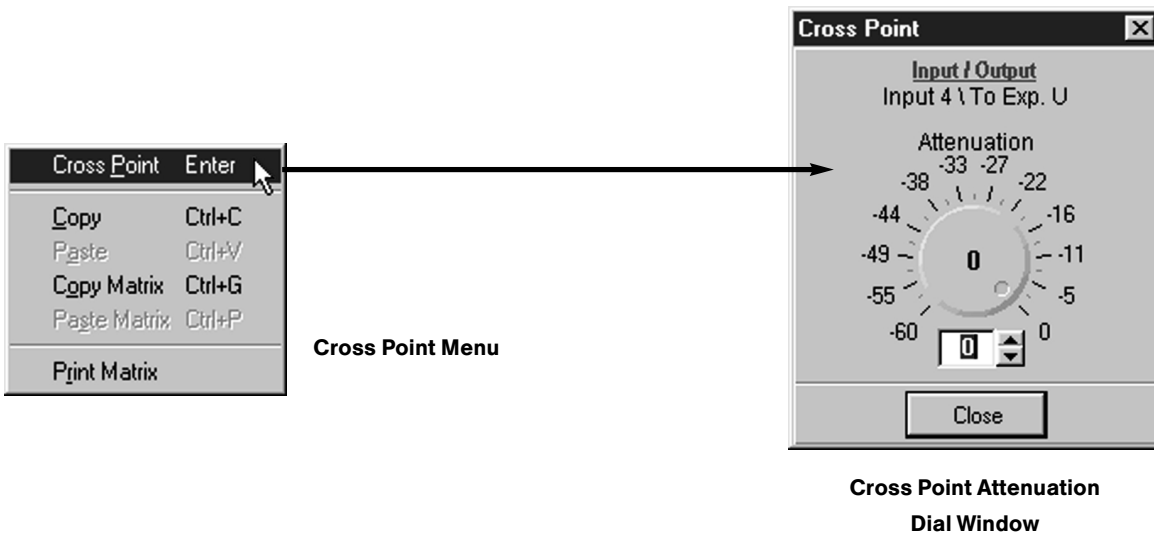 Cross Point Enter
Copy Ctrl+C
Paste Ctrl+V
Copy Matrix Ctrl+G
Paste Matrix Ctrl+P
Print Matrix
Cross Point Menu
Cross Point
Input / Output
Input 4 \ To Exp. U
Attenuation
-33 -27
-38 -22
-44 -16
-49 0 -11
-55 -5
-60 0
0
Close
Cross Point Attenuation
Dial Window